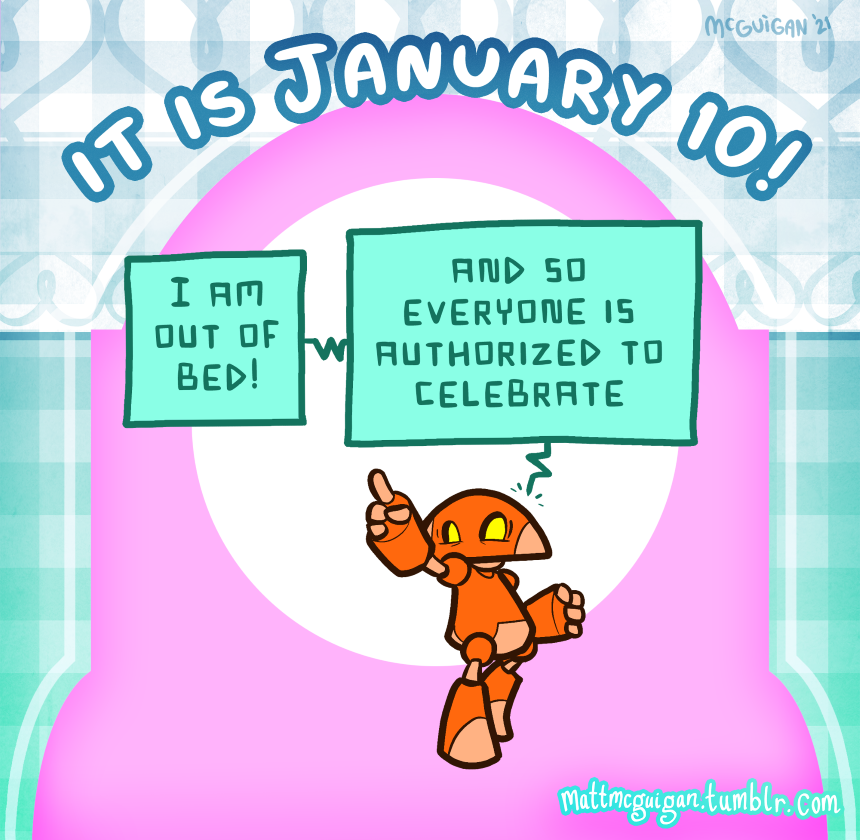 McGUIGAN '21
IT IS JANUARY 10!
I AM
OUT OF
BED!
AND SO
EVERYONE IS
AUTHORIZED TO
CELEBRATE
mattmcguigan.tumblr.com